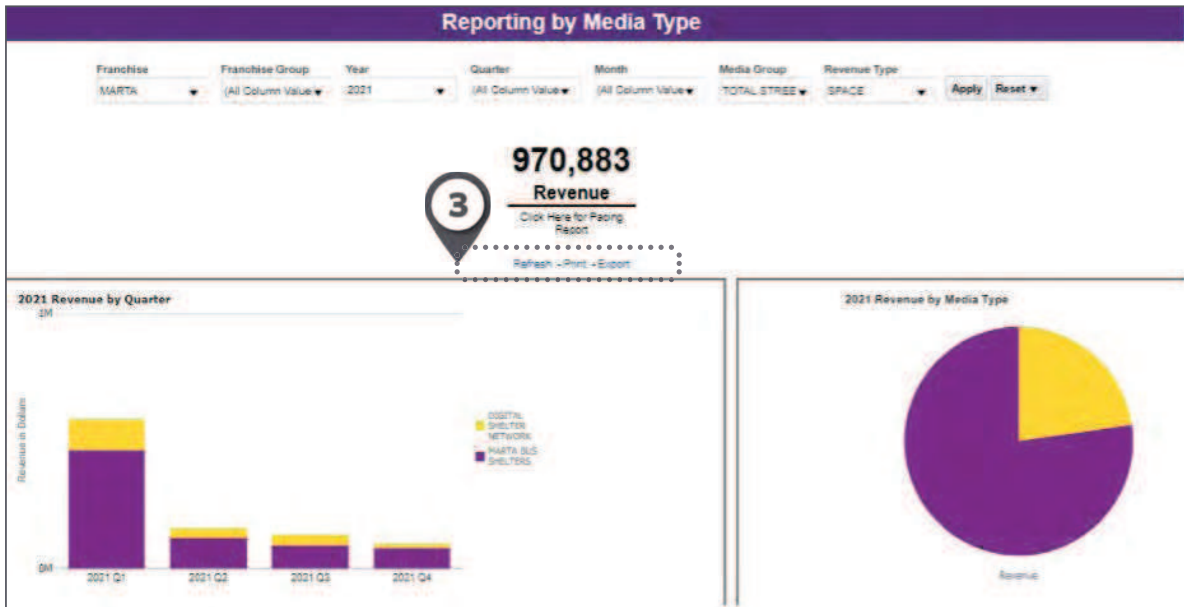 Reporting by Media Type
Franchise Franchise Group Year Quarter Month Media Group Revenue Type
MARTA (All Column Value 2021 (All Column Value (All Column Value TOTAL STREE SPACE Apply Reset
970,883
Revenue
3
Click Here for Pacing
Report
Refresh - Print - Export
2021 Revenue by Quarter
1M
Revenue in Dollars
DIGITAL
SHELTER
NETWORK
MARTA BUS
SHELTERS
0M
2021 Q1 2021 Q2 2021 Q3 2021 Q4
2021 Revenue by Media Type
Revenue